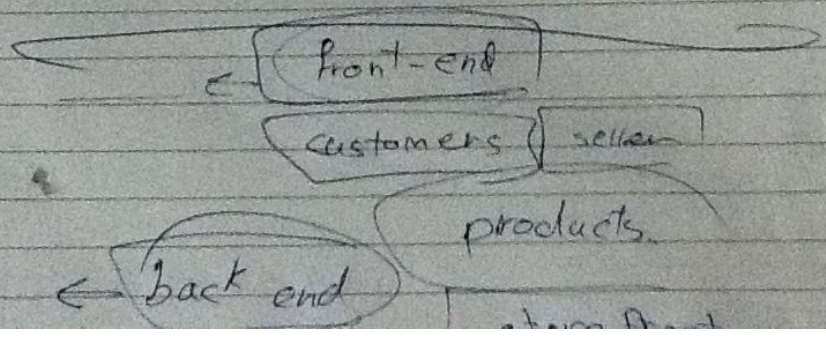 front-end
customers seller
products
back end